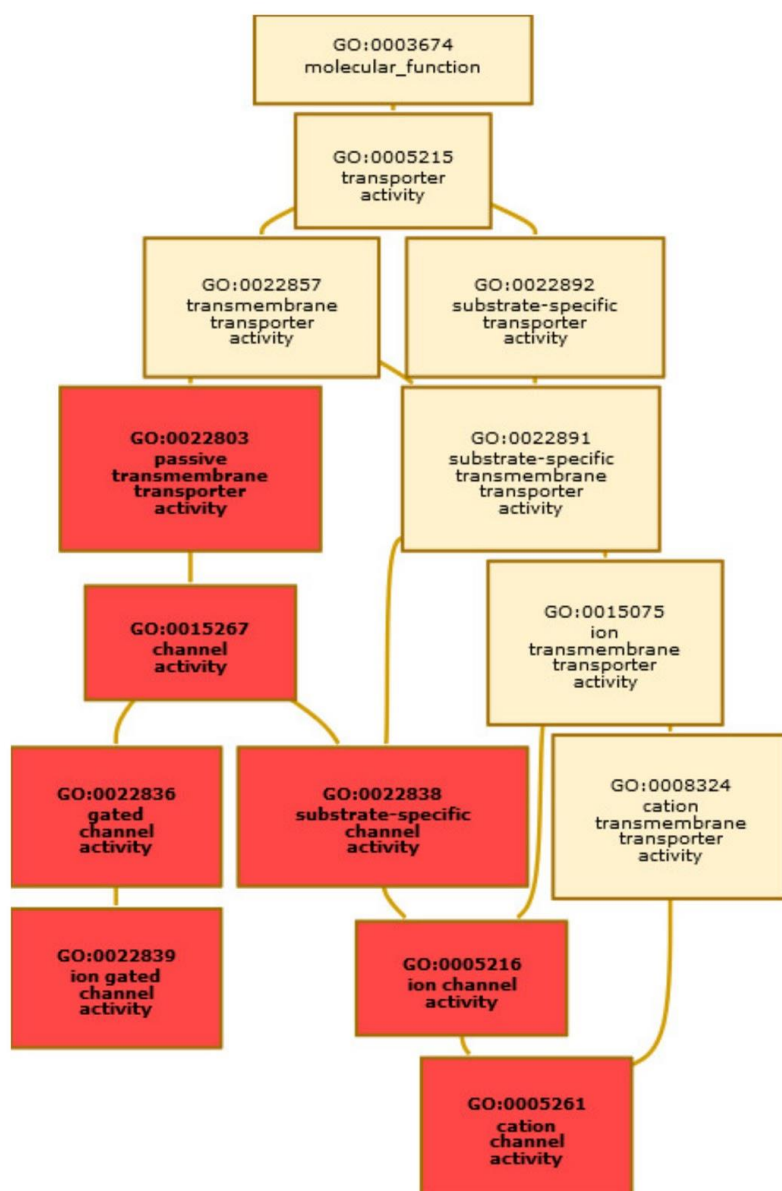 GO:0003674
molecular_function
GO:0005215
transporter
activity
GO:0022857
transmembrane
transporter
activity
GO:0022892
substrate-specific
transporter
activity
GO:0022803
passive
transmembrane
transporter
activity
GO:0022891
substrate-specific
transmembrane
transporter
activity
GO:0015267
channel
activity
GO:0015075
ion
transmembrane
transporter
activity
GO:0022836
gated
channel
activity
GO:0022838
substrate-specific
channel
activity
GO:0008324
cation
transmembrane
transporter
activity
GO:0022839
ion gated
channel
activity
GO:0005216
ion channel
activity
GO:0005261
cation
channel
activity